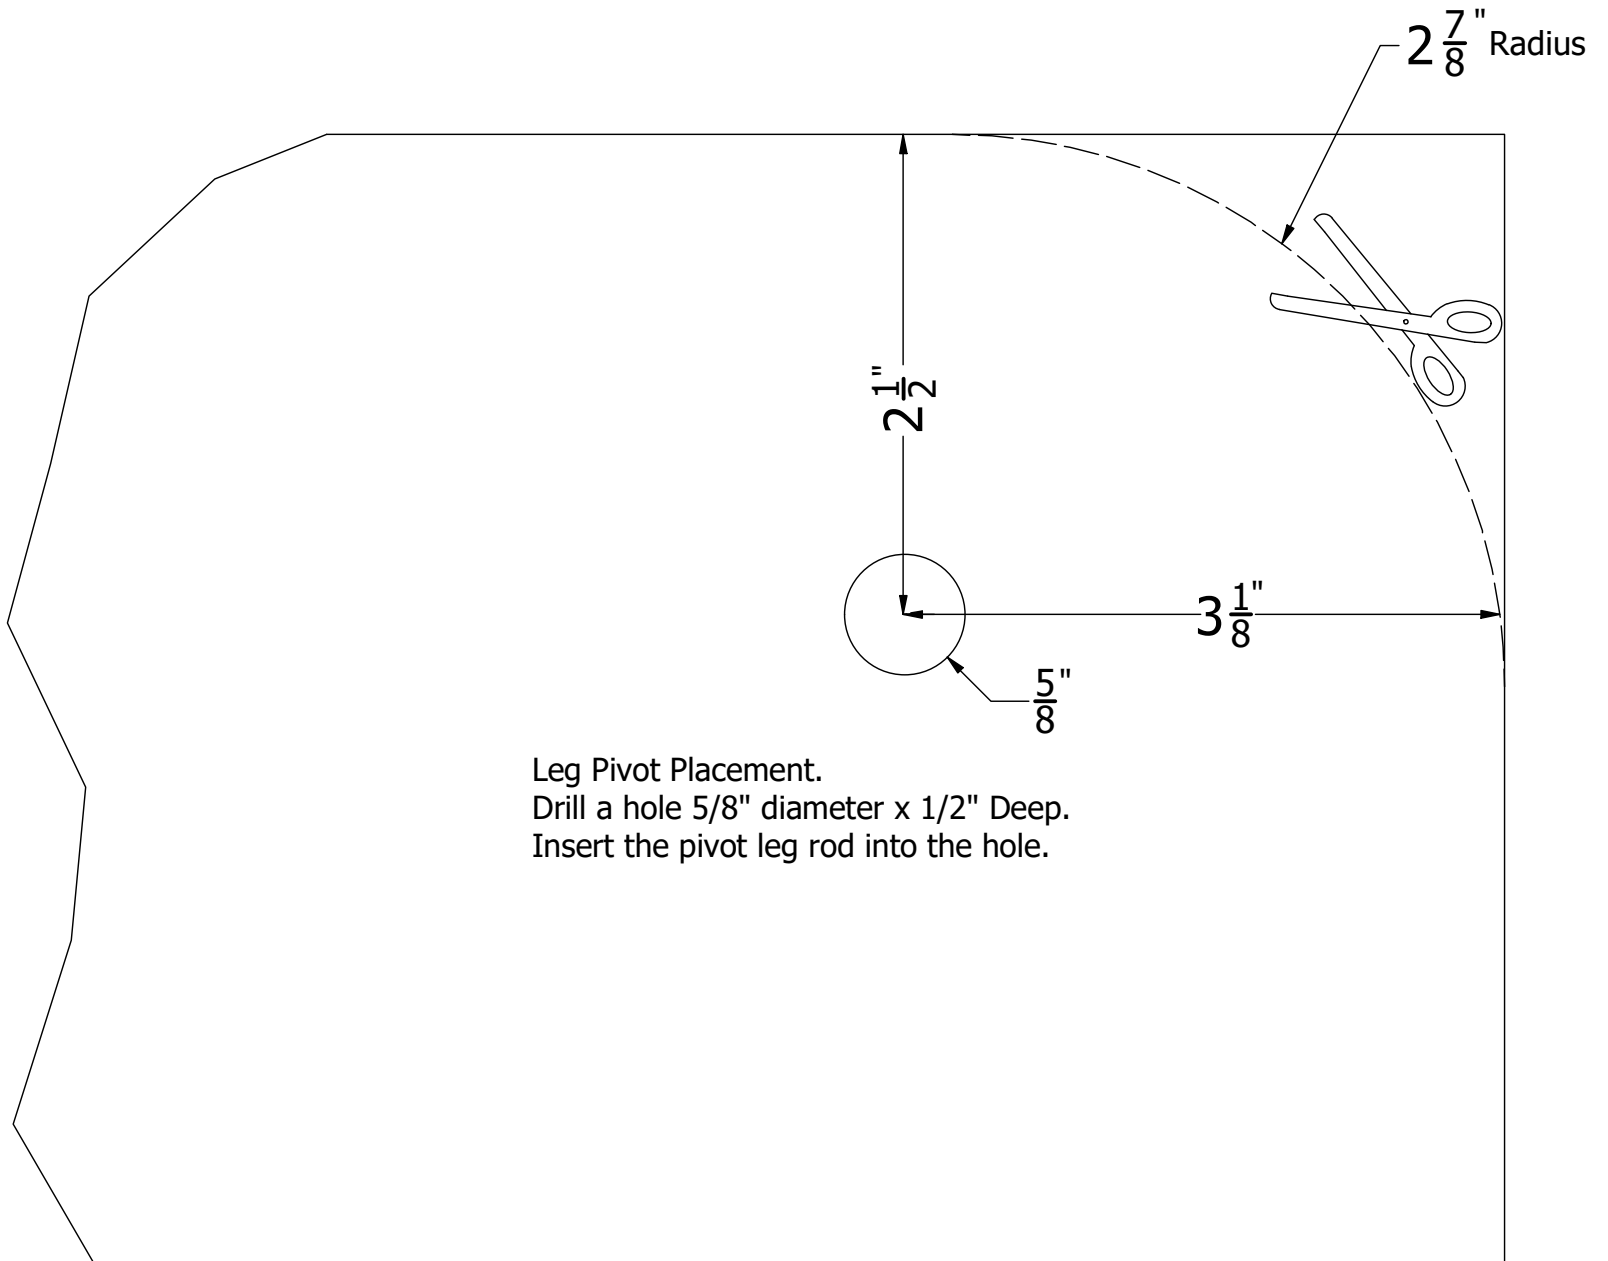 2 7/8" Radius
2 1/2"
3 1/8"
5/8"
Leg Pivot Placement.
Drill a hole 5/8" diameter x 1/2" Deep.
Insert the pivot leg rod into the hole.